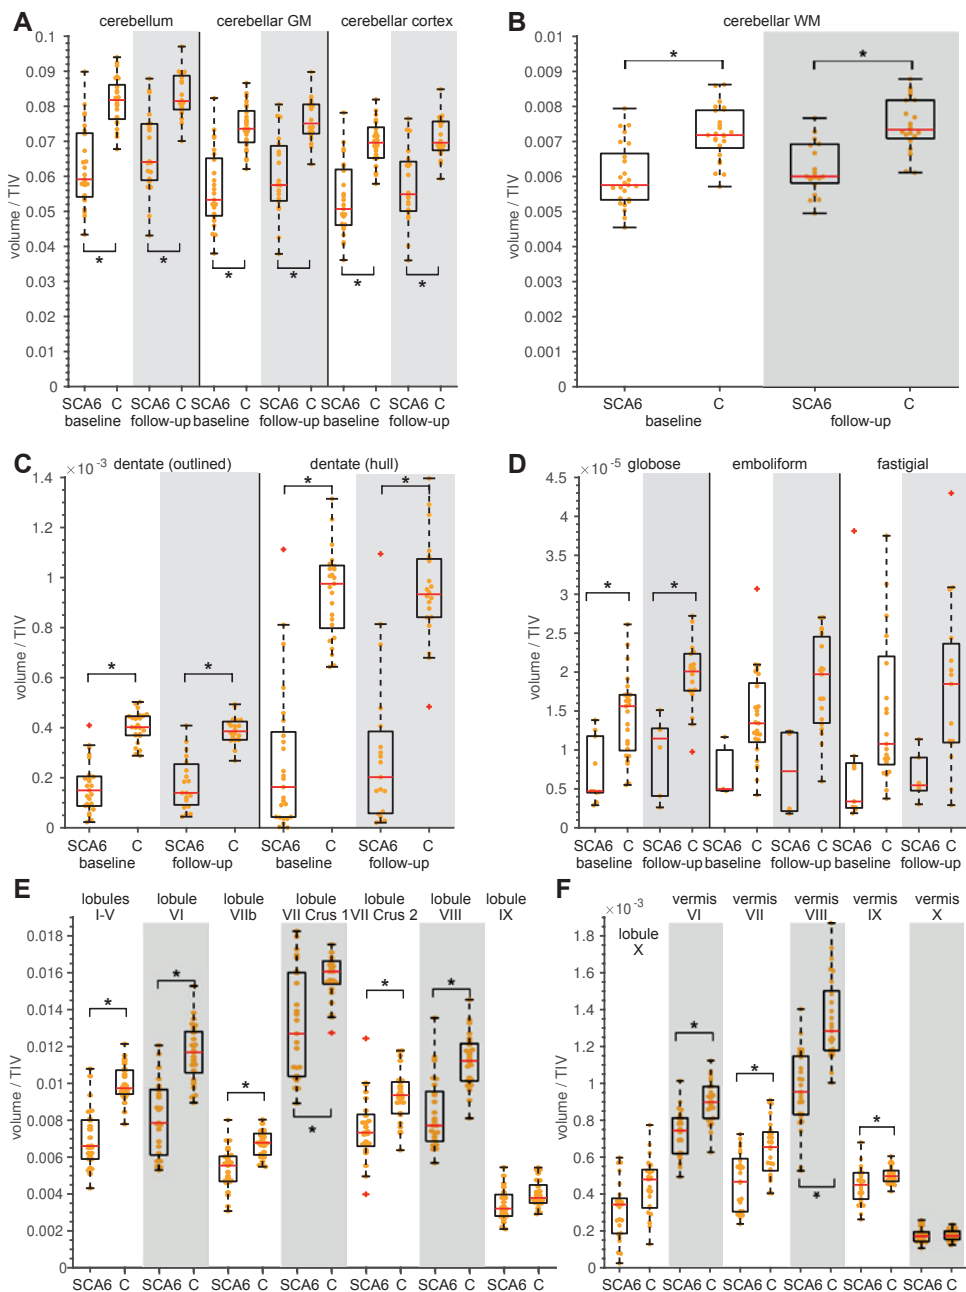 A
cerebellum
cerebellar GM
cerebellar cortex
0.1
0.09
0.08
0.07
0.06
0.05
0.04
0.03
0.02
0.01
0
volume / TIV
* * * * * *
SCA6 C SCA6 C SCA6 C SCA6 C SCA6 C SCA6 C
baseline follow-up baseline follow-up baseline follow-up
B
cerebellar WM
0.01
0.009
0.008
0.007
0.006
0.005
0.004
0.003
0.002
0.001
0
volume / TIV
* *
SCA6 C SCA6 C
baseline follow-up
C
×10⁻³
dentate (outlined)
dentate (hull)
1.4
1.2
1
0.8
0.6
0.4
0.2
0
volume / TIV
* * * *
SCA6 C SCA6 C SCA6 C SCA6 C
baseline follow-up baseline follow-up
D
×10⁻⁵
globose
emboliform
fastigial
4.5
4
3.5
3
2.5
2
1.5
1
0.5
0
volume / TIV
* *
SCA6 C SCA6 C SCA6 C SCA6 C SCA6 C SCA6 C
baseline follow-up baseline follow-up baseline follow-up
E
lobules
I-V
lobule
VI
lobule
VIIb
lobule
VII Crus 1
lobule
VII Crus 2
lobule
VIII
lobule
IX
0.018
0.016
0.014
0.012
0.01
0.008
0.006
0.004
0.002
0
volume / TIV
* * * * * *
SCA6 C SCA6 C SCA6 C SCA6 C SCA6 C SCA6 C SCA6 C
F
×10⁻³
lobule
X
vermis
VI
vermis
VII
vermis
VIII
vermis
IX
vermis
X
1.8
1.6
1.4
1.2
1
0.8
0.6
0.4
0.2
0
volume / TIV
* * * *
SCA6 C SCA6 C SCA6 C SCA6 C SCA6 C SCA6 C